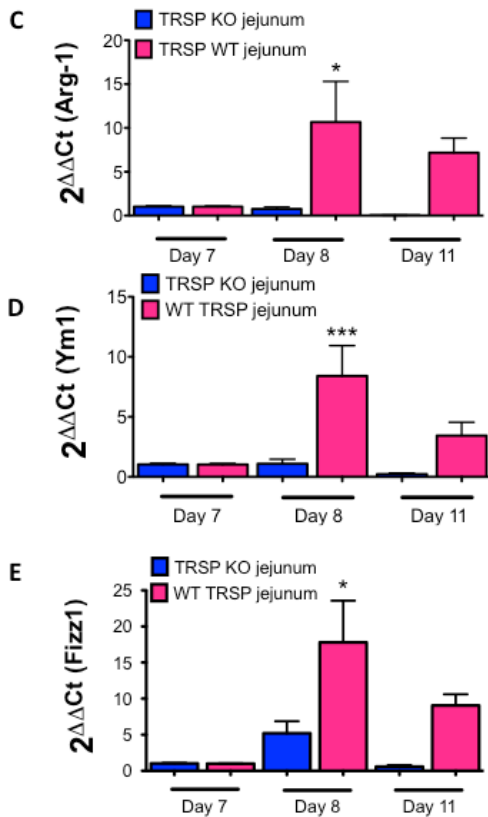 C
TRSP KO jejunum
TRSP WT jejunum
2ΔΔCt (Arg-1)
20
15
10
5
0
*
Day 7 Day 8 Day 11
D
TRSP KO jejunum
WT TRSP jejunum
2ΔΔCt (Ym1)
15
10
5
0
***
Day 7 Day 8 Day 11
E
TRSP KO jejunum
WT TRSP jejunum
2ΔΔCt (Fizz1)
25
20
15
10
5
0
*
Day 7 Day 8 Day 11